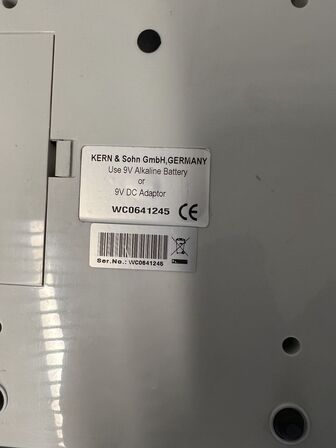 KERN & Sohn GmbH,GERMANY
Use 9V Alkaline Battery
or
9V DC Adaptor
WC0641245 CE
Ser.No.: WC0641245